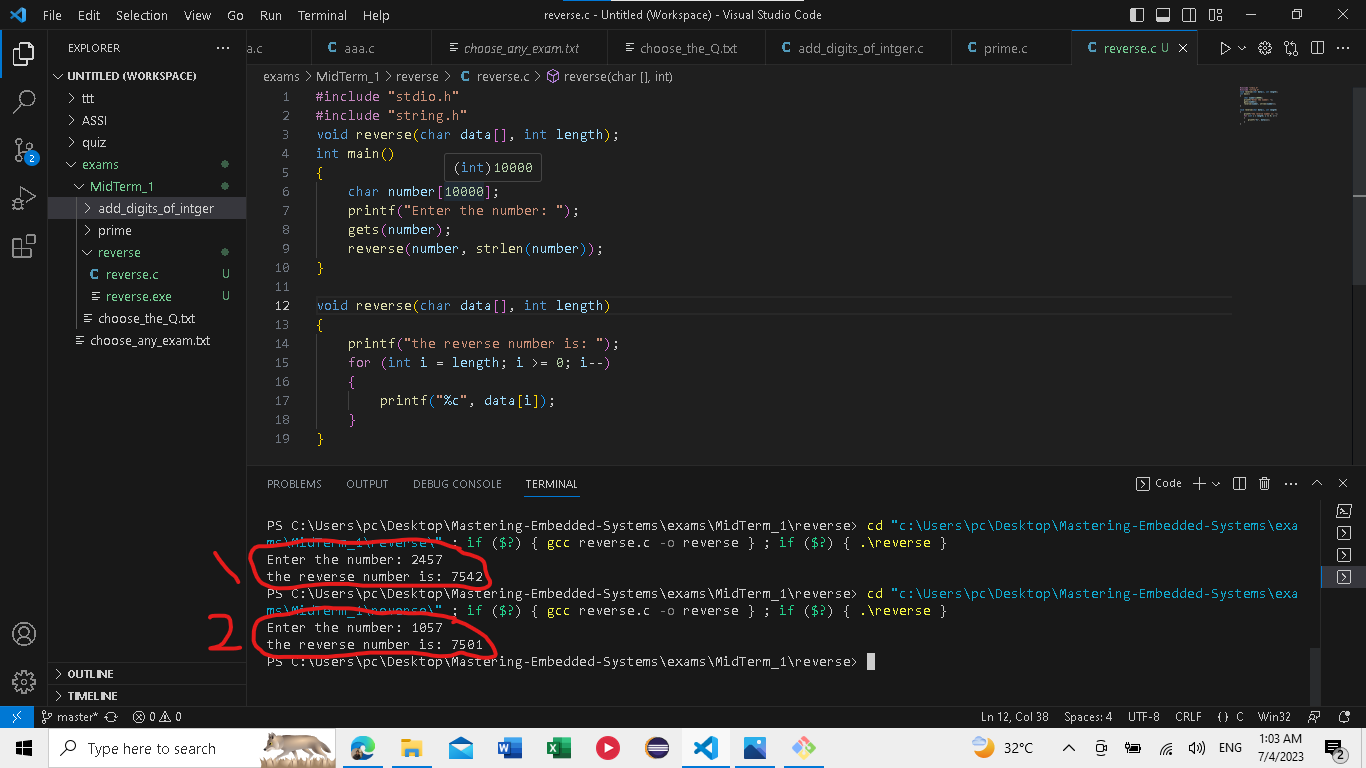 File Edit Selection View Go Run Terminal Help reverse.c - Untitled (Workspace) - Visual Studio Code
EXPLORER
a.c aaa.c choose_any_exam.txt choose_the_Q.txt add_digits_of_intger.c prime.c reverse.c U
UNTITLED (WORKSPACE)
ttt
ASSI
quiz
exams
MidTerm_1
add_digits_of_intger
prime
reverse
reverse.c U
reverse.exe U
choose_the_Q.txt
choose_any_exam.txt
2
OUTLINE
TIMELINE
exams > MidTerm_1 > reverse > C reverse.c > reverse(char [], int)
1 #include "stdio.h"
2 #include "string.h"
3 void reverse(char data[], int length);
4 int main()
(int)10000
5 {
6 char number[10000];
7 printf("Enter the number: ");
8 gets(number);
9 reverse(number, strlen(number));
10 }
11
12 void reverse(char data[], int length)
13 {
14 printf("the reverse number is: ");
15 for (int i = length; i >= 0; i--)
16 {
17 printf("%c", data[i]);
18 }
19 }
PROBLEMS OUTPUT DEBUG CONSOLE TERMINAL Code
PS C:\Users\pc\Desktop\Mastering-Embedded-Systems\exams\MidTerm_1\reverse> cd "c:\Users\pc\Desktop\Mastering-Embedded-Systems\exa
ms\MidTerm_1\reverse\" ; if ($?) { gcc reverse.c -o reverse } ; if ($?) { .\reverse }
1
Enter the number: 2457
the reverse number is: 7542
PS C:\Users\pc\Desktop\Mastering-Embedded-Systems\exams\MidTerm_1\reverse> cd "c:\Users\pc\Desktop\Mastering-Embedded-Systems\exa
ms\MidTerm_1\reverse\" ; if ($?) { gcc reverse.c -o reverse } ; if ($?) { .\reverse }
2
Enter the number: 1057
the reverse number is: 7501
PS C:\Users\pc\Desktop\Mastering-Embedded-Systems\exams\MidTerm_1\reverse>
master* 0 0 Ln 12, Col 38 Spaces: 4 UTF-8 CRLF {} C Win32
Type here to search 32°C ENG 1:03 AM
7/4/2023 2